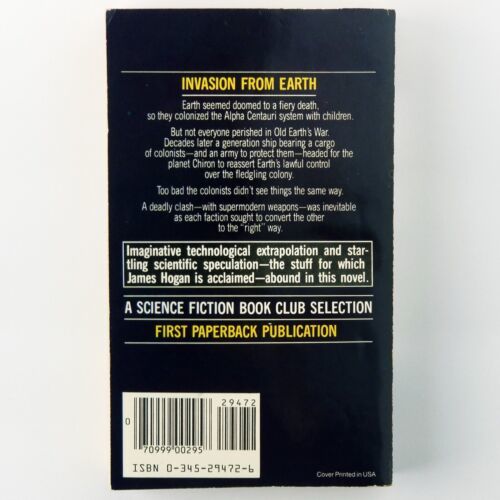 INVASION FROM EARTH
Earth seemed doomed to a fiery death,
so they colonized the Alpha Centauri system with children.
But not everyone perished in Old Earth's War.
Decades later a generation ship bearing a cargo
of colonists—and an army to protect them—headed for the
planet Chiron to reassert Earth's lawful control
over the fledgling colony.
Too bad the colonists didn't see things the same way.
A deadly clash—with supermodern weapons—was inevitable
as each faction sought to convert the other
to the "right" way.
Imaginative technological extrapolation and star-
tling scientific speculation—the stuff for which
James Hogan is acclaimed—abound in this novel.
A SCIENCE FICTION BOOK CLUB SELECTION
FIRST PAPERBACK PUBLICATION
29472
0
70999 00295
ISBN 0-345-29472-6
Cover Printed in USA